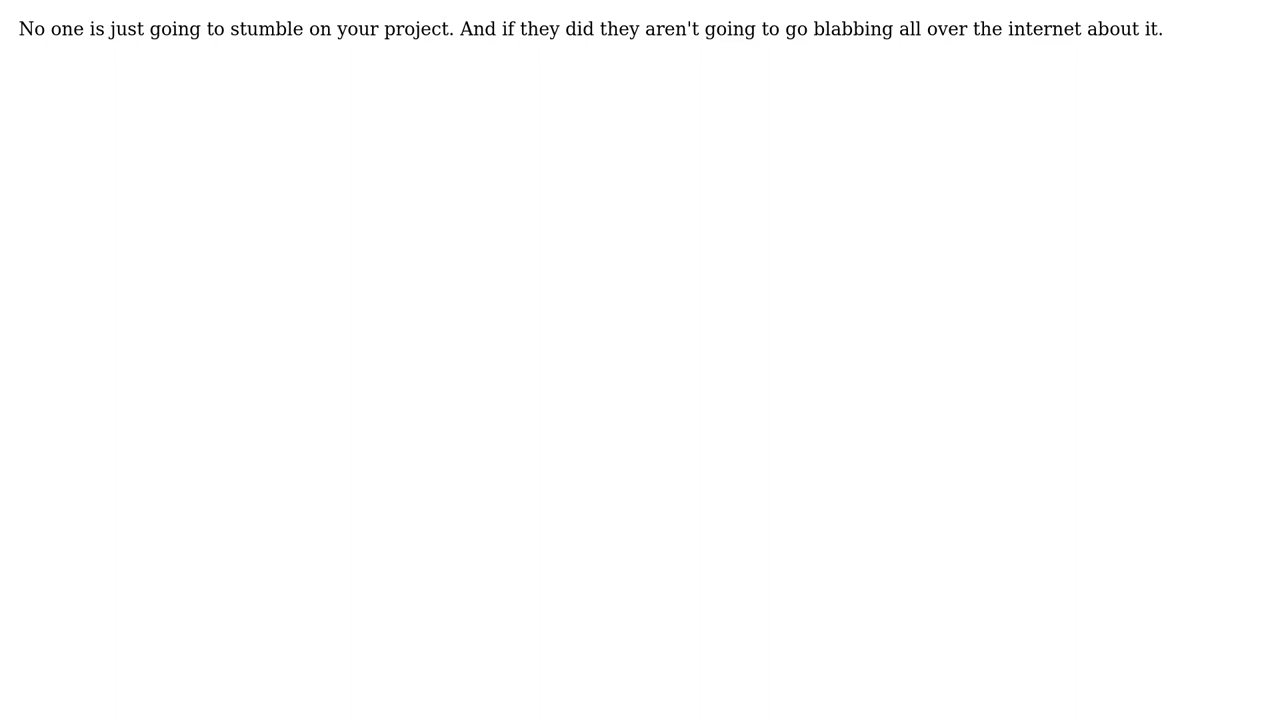 No one is just going to stumble on your project. And if they did they aren't going to go blabbing all over the internet about it.